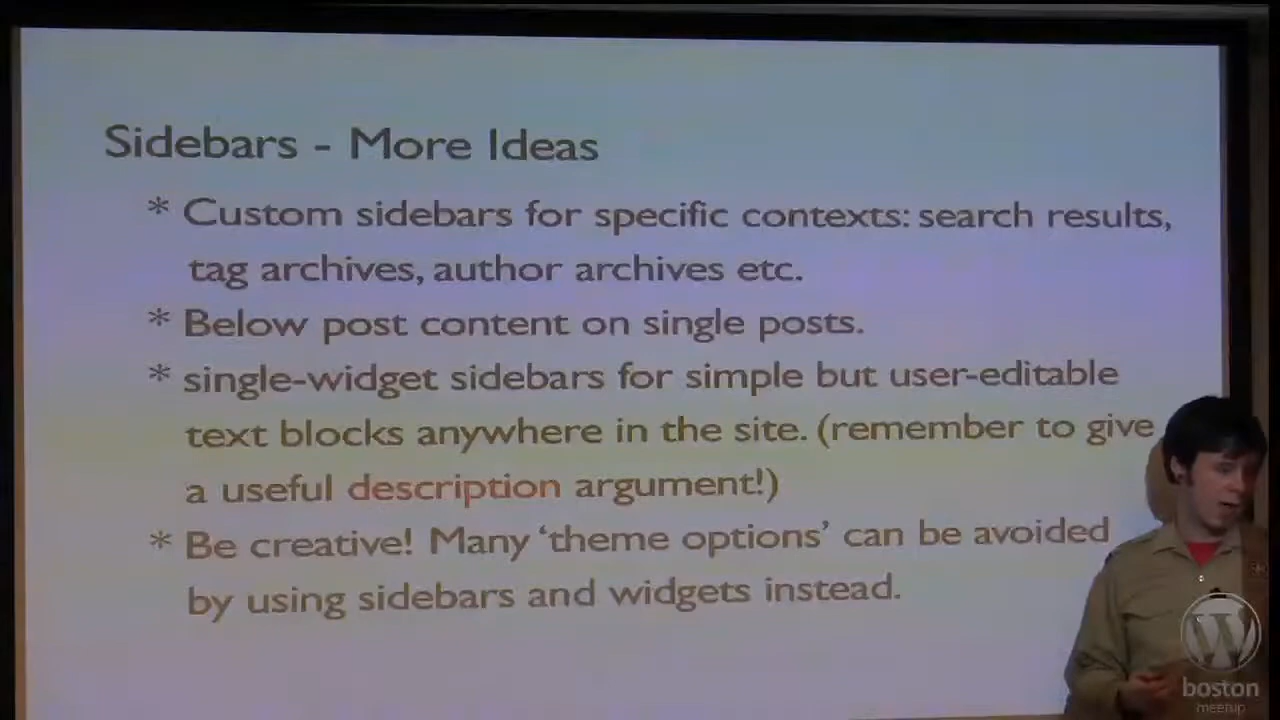 Sidebars - More Ideas
* Custom sidebars for specific contexts: search results,
tag archives, author archives etc.
* Below post content on single posts.
* single-widget sidebars for simple but user-editable
text blocks anywhere in the site. (remember to give
a useful description argument!)
* Be creative! Many ‘theme options’ can be avoided
by using sidebars and widgets instead.
W
boston
meetup